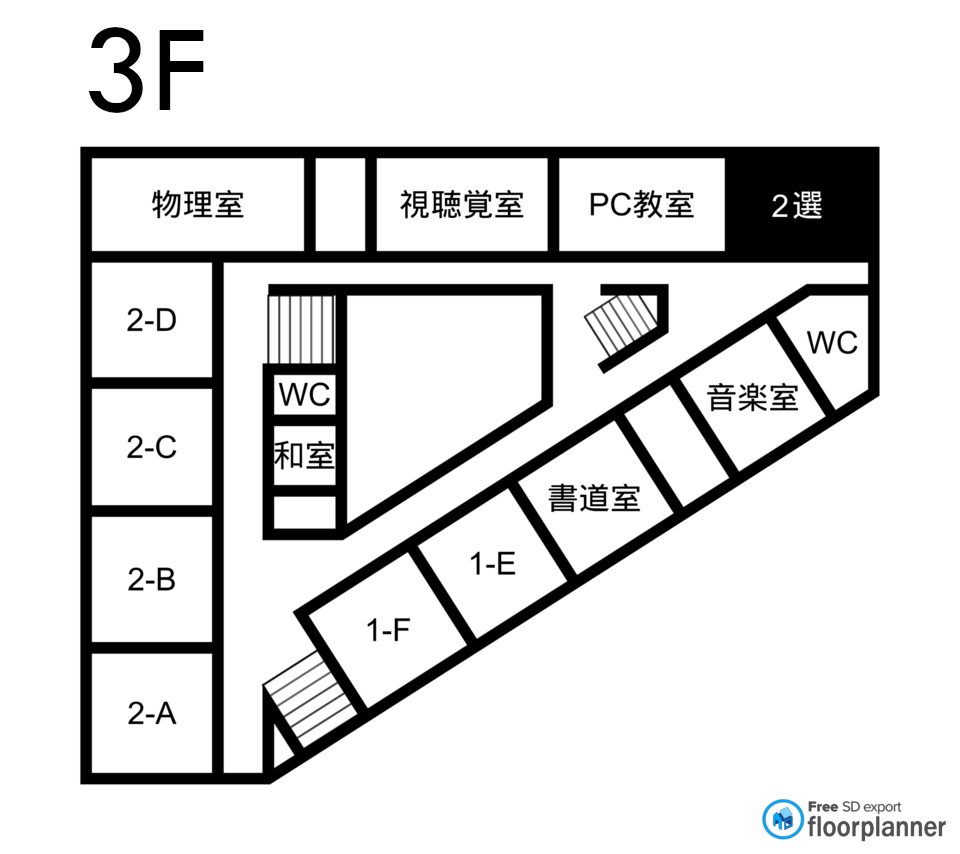 3F
物理室
視聴覚室
PC教室
2選
2-D
WC
WC
2-C
和室
音楽室
書道室
2-B
1-E
1-F
2-A
Free SD export
floorplanner